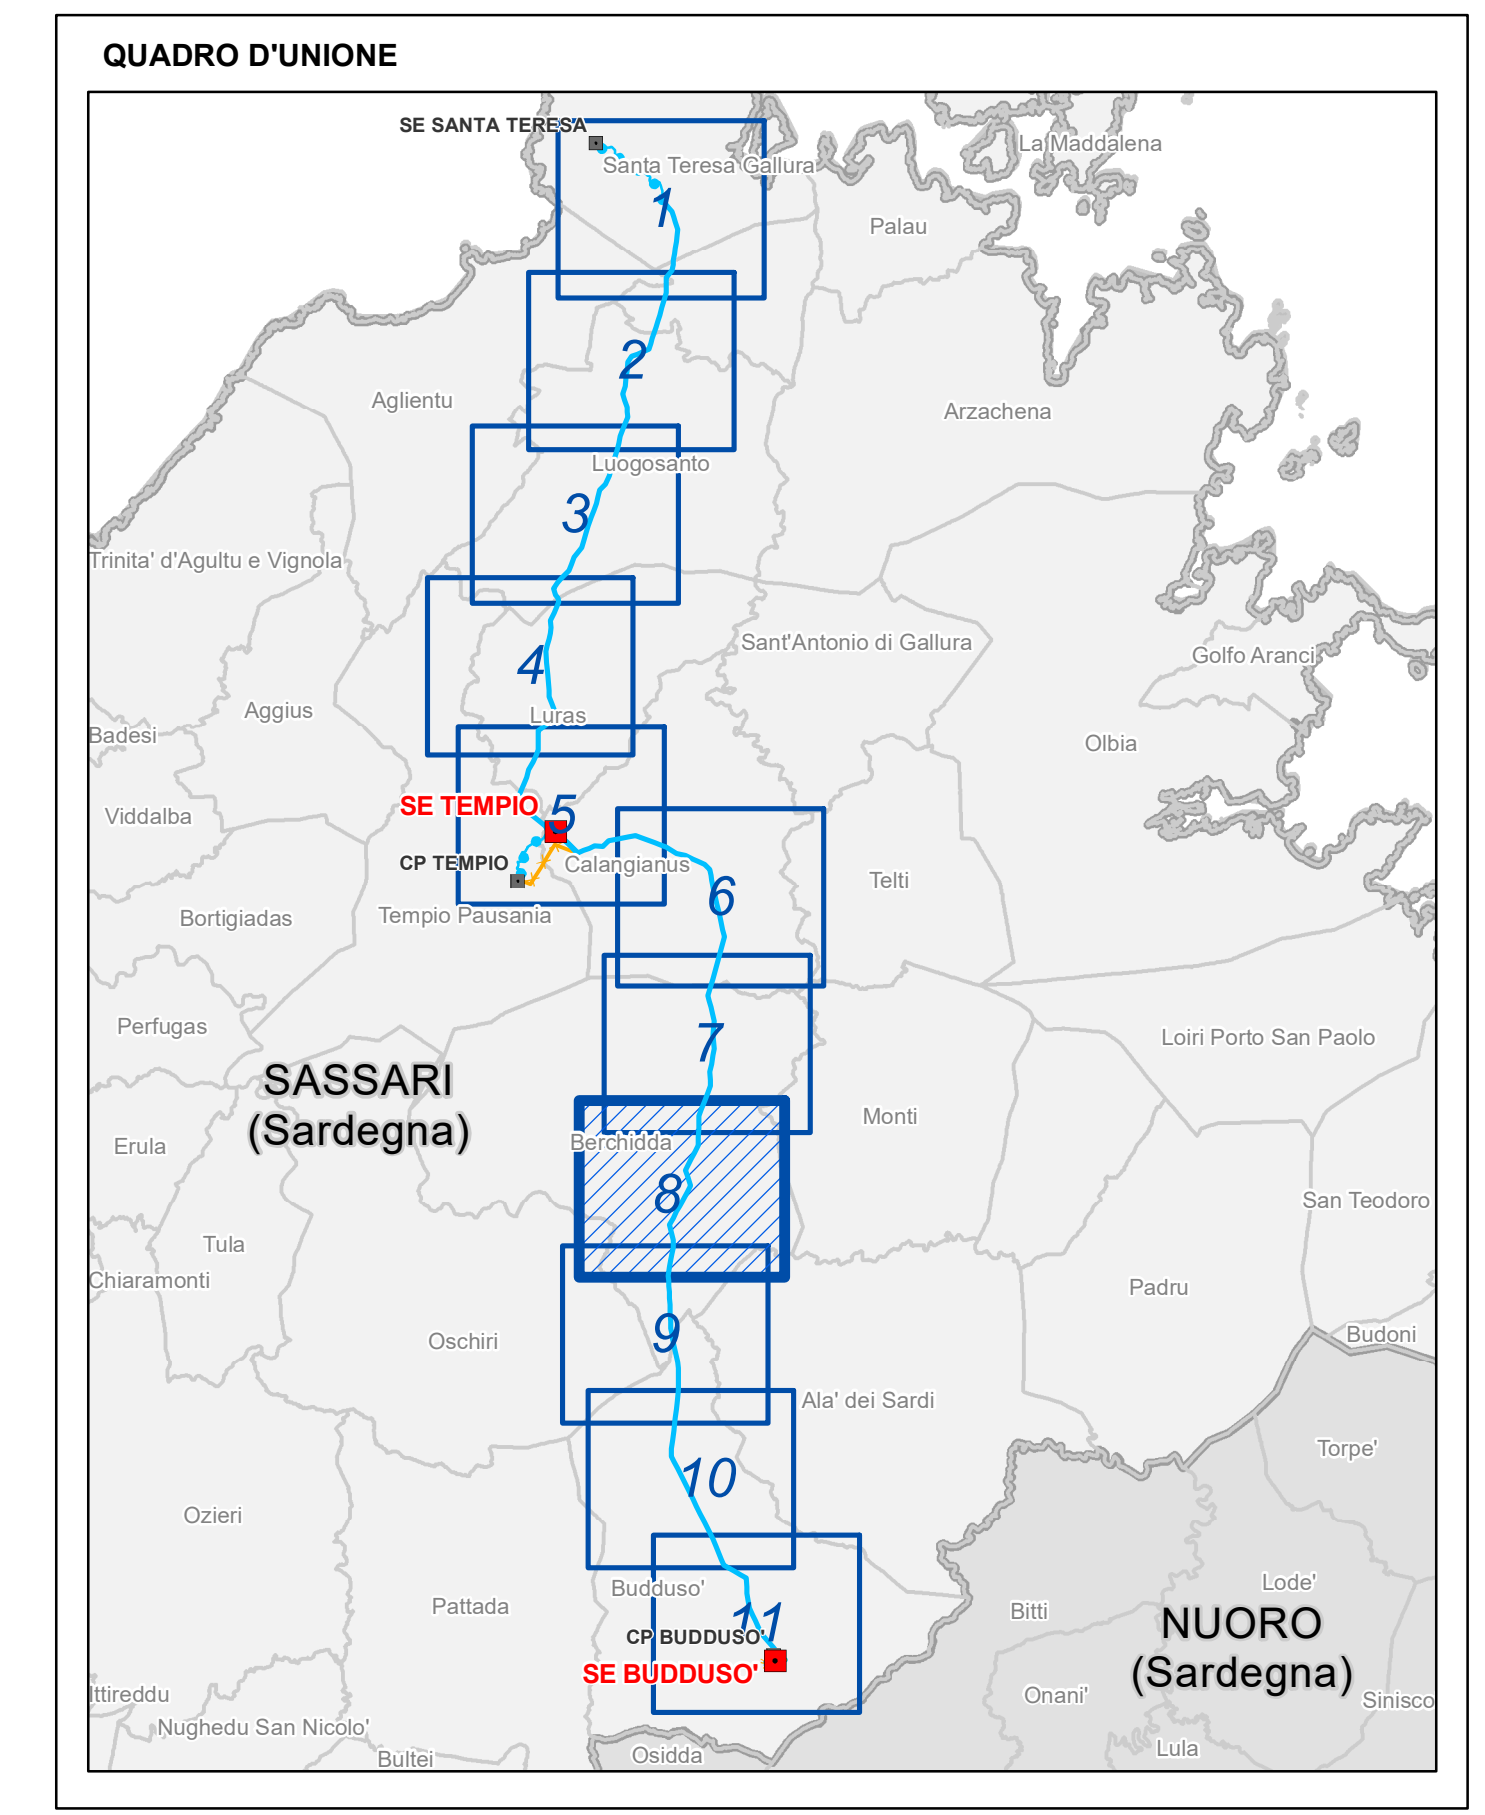 QUADRO D'UNIONE
SE SANTA TERESA
La Maddalena
Santa Teresa Gallura
1
Palau
2
Aglientu
Arzachena
Luogosanto
3
Trinita' d'Agultu e Vignola
Sant'Antonio di Gallura
Golfo Aranci
4
Aggius
Luras
Badesi
Olbia
SE TEMPIO
5
Viddalba
CP TEMPIO
Calangianus
Telti
6
Tempio Pausania
Bortigiadas
Perfugas
Loiri Porto San Paolo
7
SASSARI
(Sardegna)
Monti
Erula
Berchidda
8
San Teodoro
Tula
Chiaramonti
Padru
Oschiri
9
Budoni
Ala' dei Sardi
Torpe'
10
Ozieri
Lode'
Budduso'
Pattada
Bitti
11
NUORO
(Sardegna)
CP BUDDUSO'
SE BUDDUSO'
Ittireddu
Onani'
Sinisco
Nughedu San Nicolo'
Bultei
Osidda
Lula